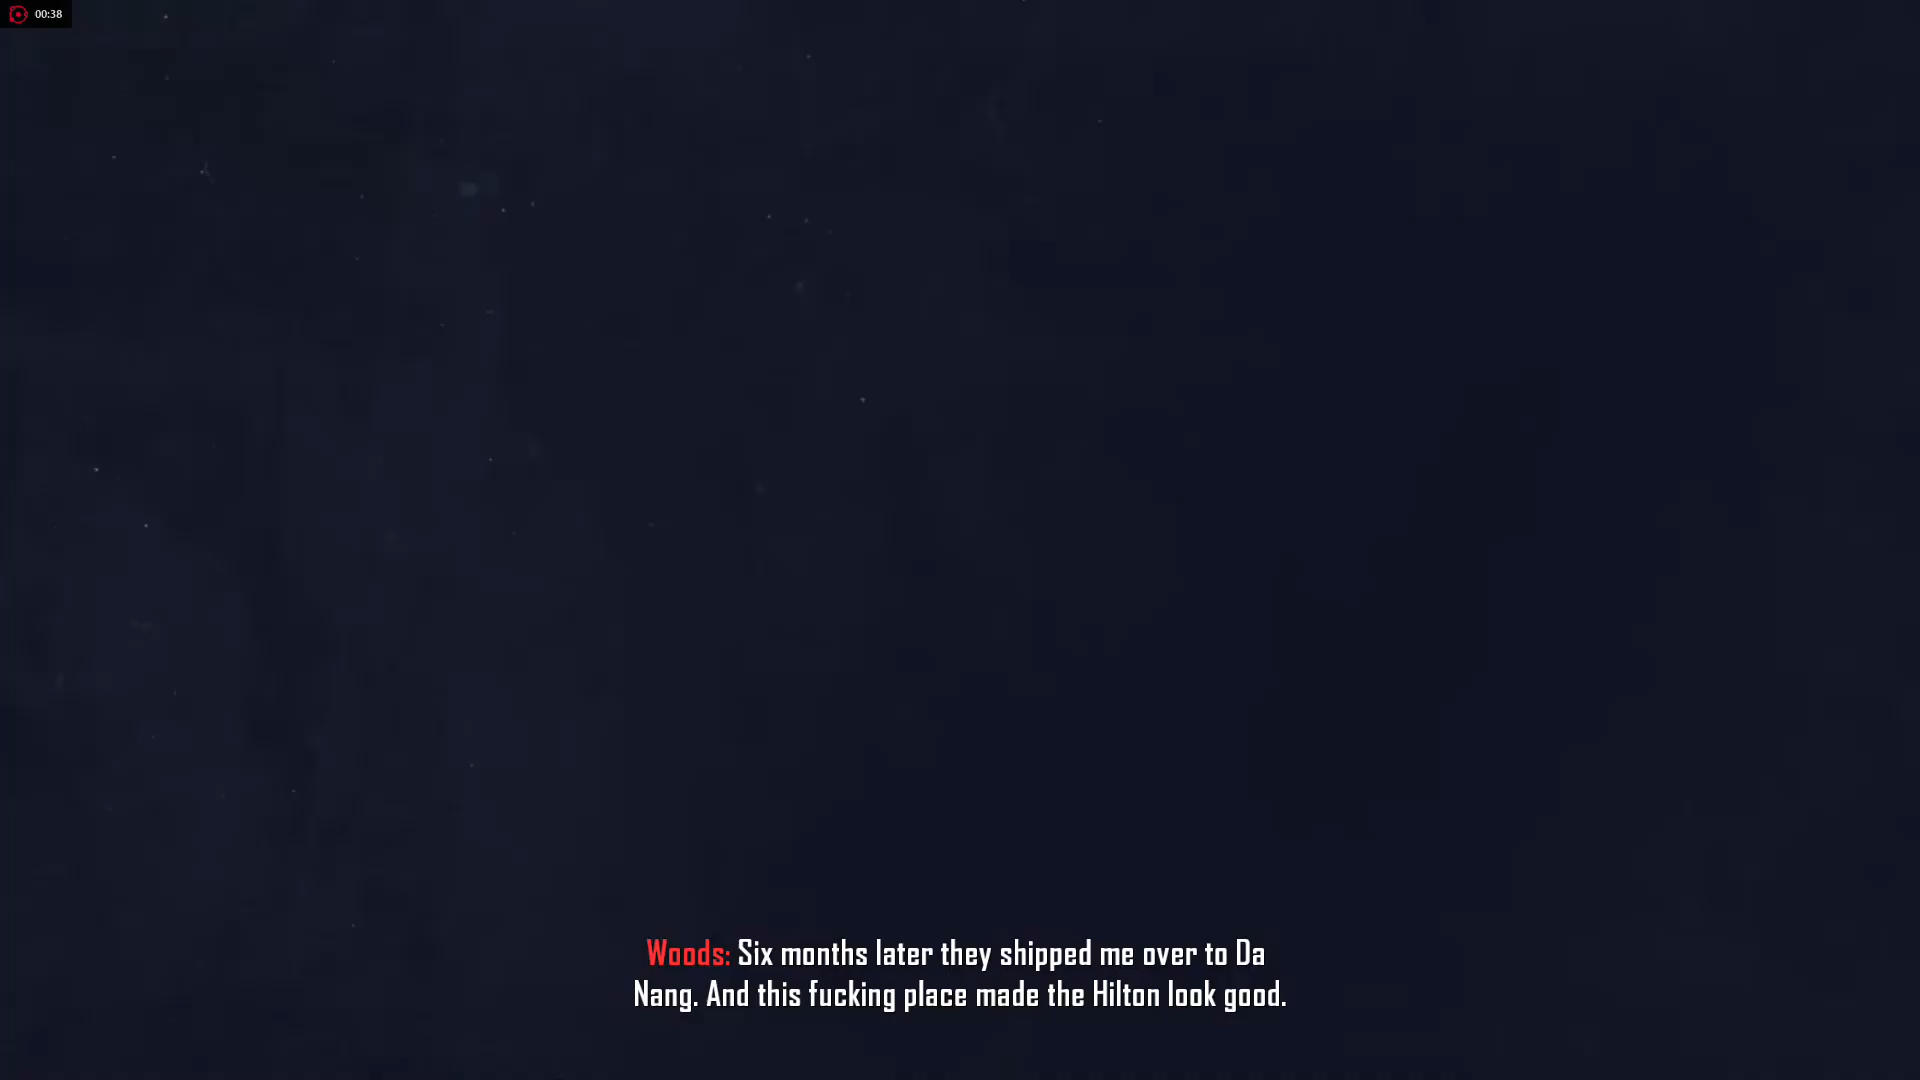 00:38
Woods: Six months later they shipped me over to Da
Nang. And this fucking place made the Hilton look good.